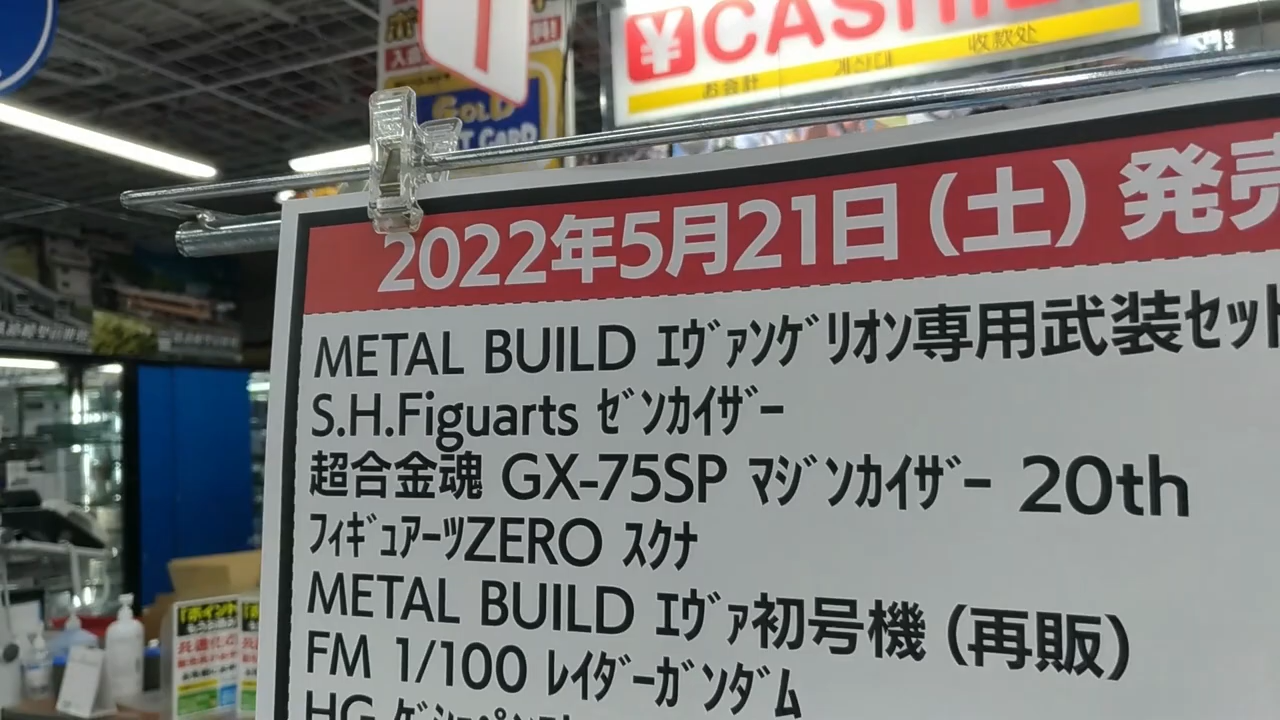 ¥ CASHIE
お会計 계산대 收款处
GOLD
T CARD
2022年5月21日(土)発売
METAL BUILD ｴｳﾞｧﾝｹﾞﾘｵﾝ専用武装ｾｯﾄ
S.H.Figuarts ｾﾞﾝｶｲｻﾞｰ
超合金魂 GX-75SP ﾏｼﾞﾝｶｲｻﾞｰ 20th
ﾌｨｷﾞｭｱｰﾂZERO ｽｸﾅ
METAL BUILD ｴｳﾞｧ初号機(再販)
FM 1/100 ﾚｲﾀﾞｰｶﾞﾝﾀﾞﾑ
HG